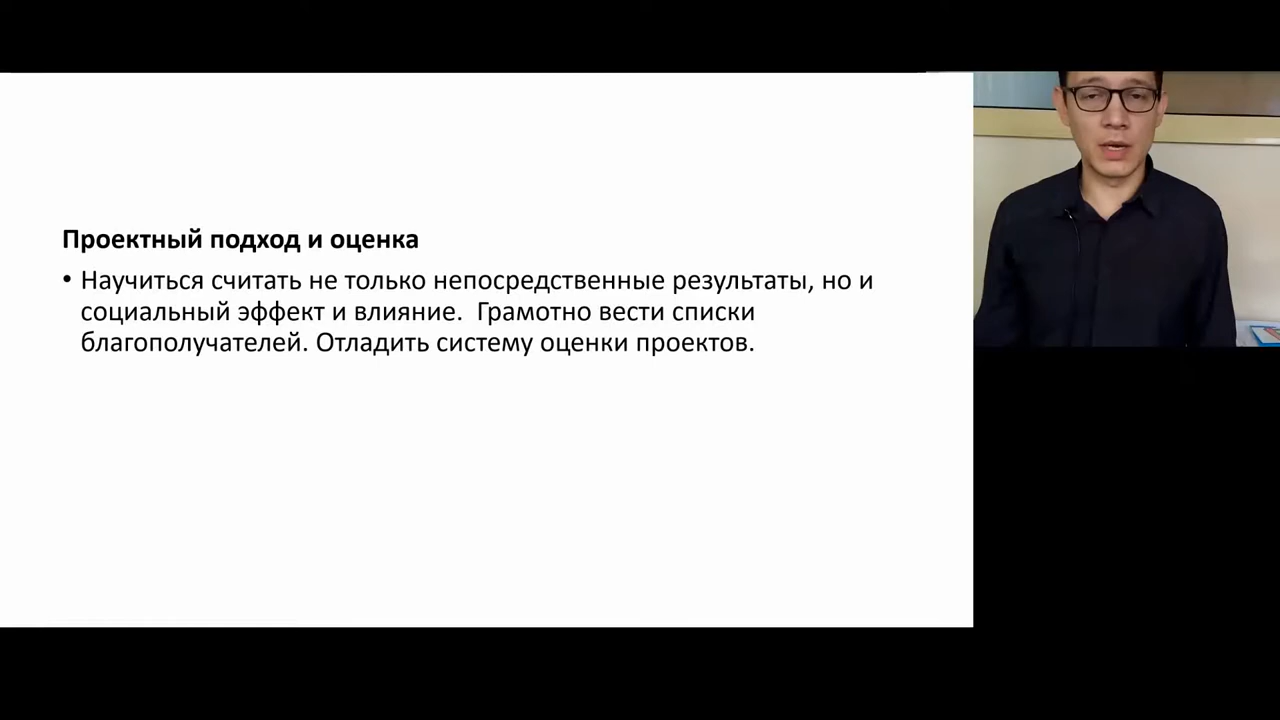 Проектный подход и оценка
• Научиться считать не только непосредственные результаты, но и
социальный эффект и влияние.  Грамотно вести списки
благополучателей. Отладить систему оценки проектов.